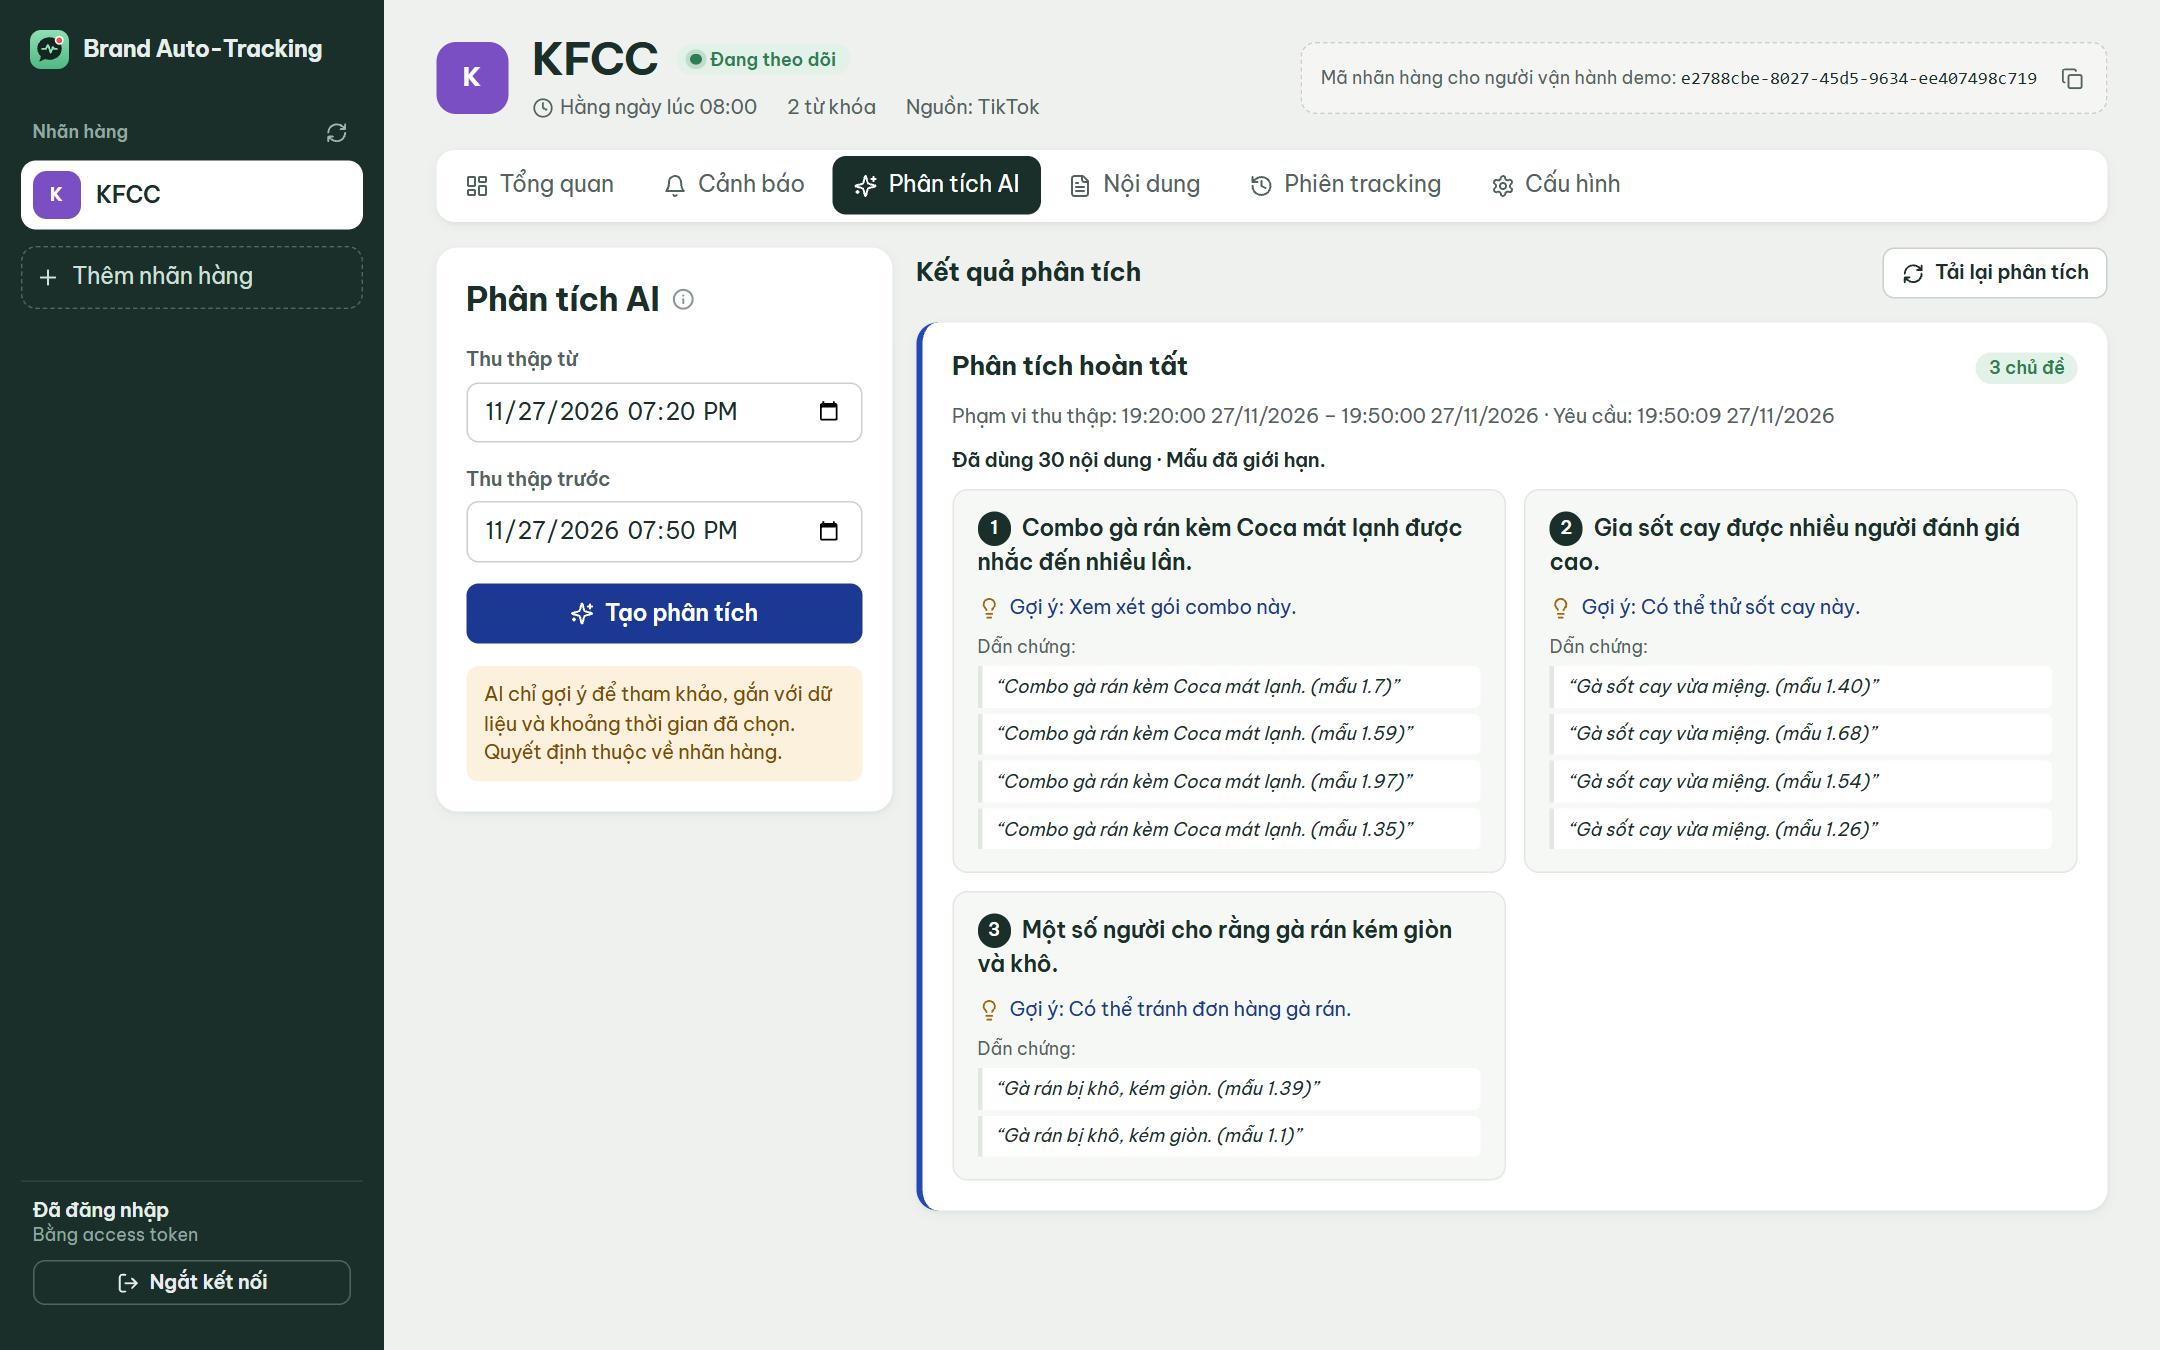 Brand Auto-Tracking
Nhãn hàng
K KFCC
Thêm nhãn hàng
Đã đăng nhập
Bằng access token
Ngắt kết nối
K
KFCC
Đang theo dõi
Hằng ngày lúc 08:00 2 từ khóa Nguồn: TikTok
Mã nhãn hàng cho người vận hành demo: e2788cbe-8027-45d5-9634-ee407498c719
Tổng quan Cảnh báo Phân tích AI Nội dung Phiên tracking Cấu hình
Phân tích AI
Thu thập từ
11/27/2026 07:20 PM
Thu thập trước
11/27/2026 07:50 PM
Tạo phân tích
AI chỉ gợi ý để tham khảo, gắn với dữ
liệu và khoảng thời gian đã chọn.
Quyết định thuộc về nhãn hàng.
Kết quả phân tích
Tải lại phân tích
Phân tích hoàn tất
3 chủ đề
Phạm vi thu thập: 19:20:00 27/11/2026 – 19:50:00 27/11/2026 · Yêu cầu: 19:50:09 27/11/2026
Đã dùng 30 nội dung · Mẫu đã giới hạn.
1 Combo gà rán kèm Coca mát lạnh được
nhắc đến nhiều lần.
Gợi ý: Xem xét gói combo này.
Dẫn chứng:
“Combo gà rán kèm Coca mát lạnh. (mẫu 1.7)”
“Combo gà rán kèm Coca mát lạnh. (mẫu 1.59)”
“Combo gà rán kèm Coca mát lạnh. (mẫu 1.97)”
“Combo gà rán kèm Coca mát lạnh. (mẫu 1.35)”
2 Gia sốt cay được nhiều người đánh giá
cao.
Gợi ý: Có thể thử sốt cay này.
Dẫn chứng:
“Gà sốt cay vừa miệng. (mẫu 1.40)”
“Gà sốt cay vừa miệng. (mẫu 1.68)”
“Gà sốt cay vừa miệng. (mẫu 1.54)”
“Gà sốt cay vừa miệng. (mẫu 1.26)”
3 Một số người cho rằng gà rán kém giòn
và khô.
Gợi ý: Có thể tránh đơn hàng gà rán.
Dẫn chứng:
“Gà rán bị khô, kém giòn. (mẫu 1.39)”
“Gà rán bị khô, kém giòn. (mẫu 1.1)”